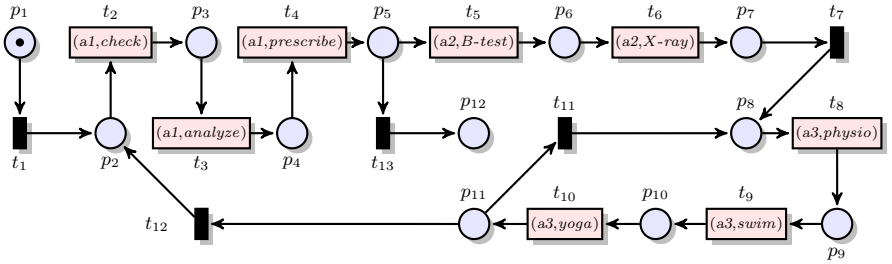 p1 t2 p3 t4 p5 t5 p6 t6 p7 t7
(a1,check) (a1,prescribe) (a2,B-test) (a2,X-ray)
p12 t11 p8 t8
(a1,analyze) (a3,physio)
t1 p2 t3 p4 t13
p11 t10 p10 t9
t12 (a3,yoga) (a3,swim)
p9